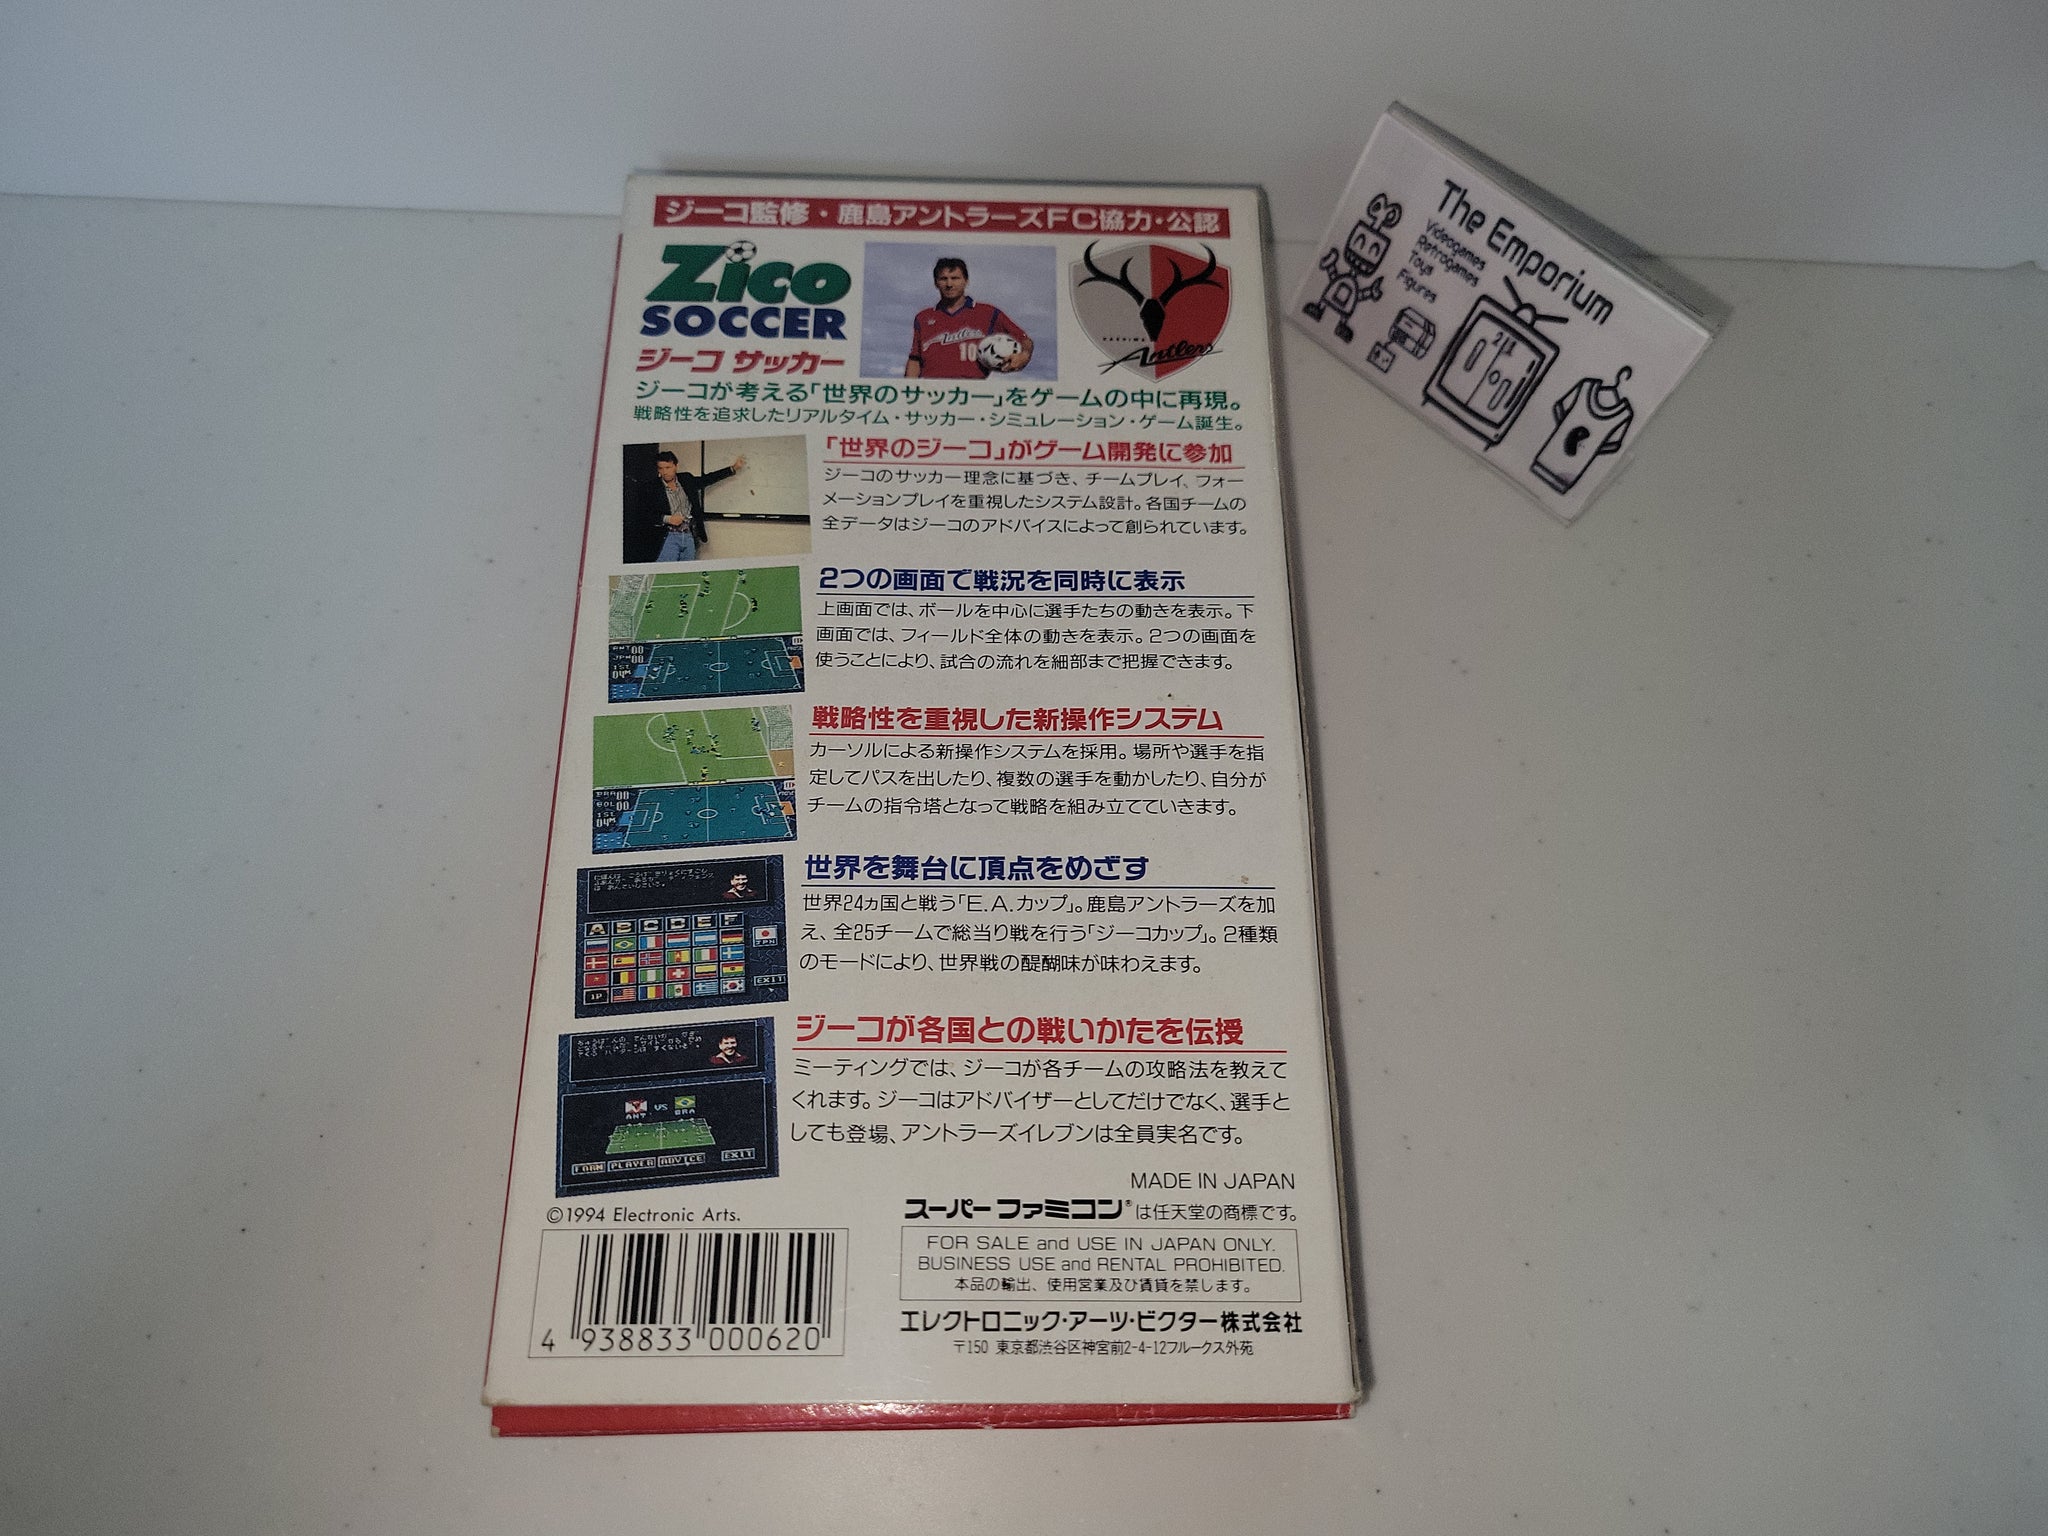 ジーコ監修・鹿島アントラーズFC協力・公認
Zico
SOCCER
ジーコ サッカー
Antlers
10
KASHIMA
Antlers
ジーコが考える「世界のサッカー」をゲームの中に再現。
戦略性を追求したリアルタイム・サッカー・シミュレーション・ゲーム誕生。
「世界のジーコ」がゲーム開発に参加
ジーコのサッカー理念に基づき、チームプレイ、フォー
メーションプレイを重視したシステム設計。各国チームの
全データはジーコのアドバイスによって創られています。
2つの画面で戦況を同時に表示
上画面では、ボールを中心に選手たちの動きを表示。下
画面では、フィールド全体の動きを表示。2つの画面を
使うことにより、試合の流れを細部まで把握できます。
ANT 00
JPN 00
1ST
04M
戦略性を重視した新操作システム
カーソルによる新操作システムを採用。場所や選手を指
定してパスを出したり、複数の選手を動かしたり、自分が
チームの指令塔となって戦略を組み立てていきます。
BRA 00
BOL 00
1ST
04M
世界を舞台に頂点をめざす
世界24ヵ国と戦う「E.A.カップ」。鹿島アントラーズを加
え、全25チームで総当り戦を行う「ジーコカップ」。2種類
のモードにより、世界戦の醍醐味が味わえます。
A B C D E F
JPN
EXIT
1P
ジーコが各国との戦いかたを伝授
ミーティングでは、ジーコが各チームの攻略法を教えて
くれます。ジーコはアドバイザーとしてだけでなく、選手と
しても登場、アントラーズイレブンは全員実名です。
ANT VS BRA
FORM PLAYER ADVICE EXIT
MADE IN JAPAN
©1994 Electronic Arts.
スーパーファミコン®は任天堂の商標です。
FOR SALE and USE IN JAPAN ONLY.
BUSINESS USE and RENTAL PROHIBITED.
本品の輸出、使用営業及び賃貸を禁じます。
エレクトロニック・アーツ・ビクター株式会社
〒150 東京都渋谷区神宮前2-4-12フルークス外苑
4 938833 000620
The Emporium
Videogames
Retrogames
Toys
Figures